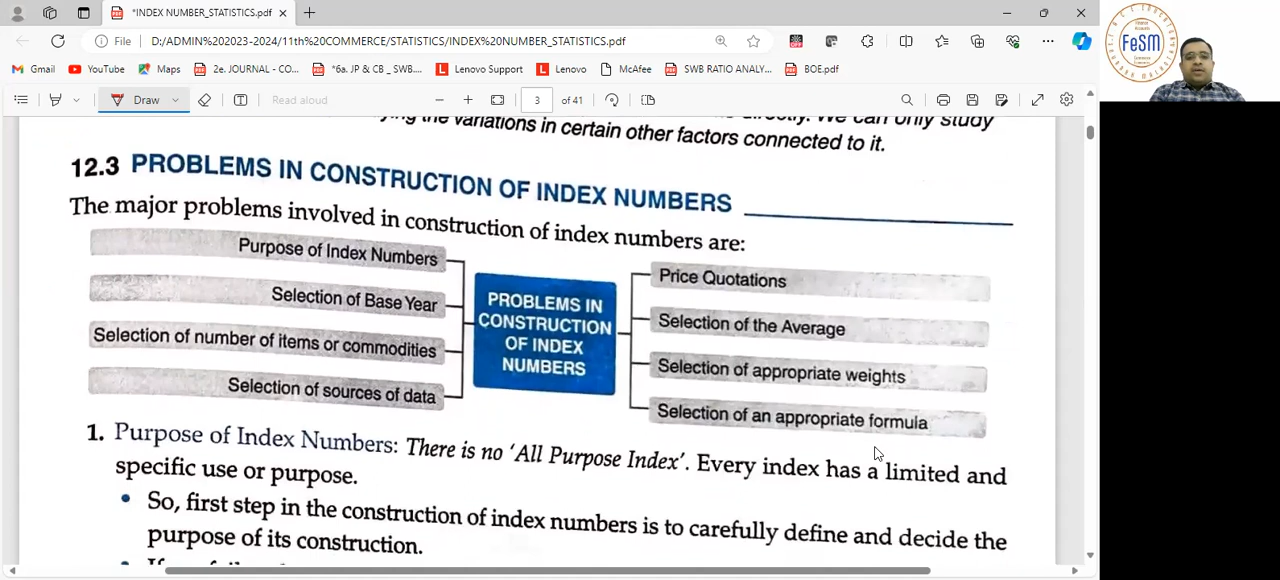 *INDEX NUMBER_STATISTICS.pdf
File
D:/ADMIN%202023-2024/11th%20COMMERCE/STATISTICS/INDEX%20NUMBER_STATISTICS.pdf
Gmail
YouTube
Maps
2e. JOURNAL - CO...
*6a. JP & CB _ SWB...
Lenovo Support
Lenovo
McAfee
SWB RATIO ANALY...
BOE.pdf
Draw
Read aloud
3 of 41
FeSM
directly. We can only study
the variations in certain other factors connected to it.
12.3 PROBLEMS IN CONSTRUCTION OF INDEX NUMBERS
The major problems involved in construction of index numbers are:
Purpose of Index Numbers
Selection of Base Year
Selection of number of items or commodities
Selection of sources of data
PROBLEMS IN
CONSTRUCTION
OF INDEX
NUMBERS
Price Quotations
Selection of the Average
Selection of appropriate weights
Selection of an appropriate formula
1. Purpose of Index Numbers: There is no 'All Purpose Index'. Every index has a limited and
specific use or purpose.
• So, first step in the construction of index numbers is to carefully define and decide the
purpose of its construction.